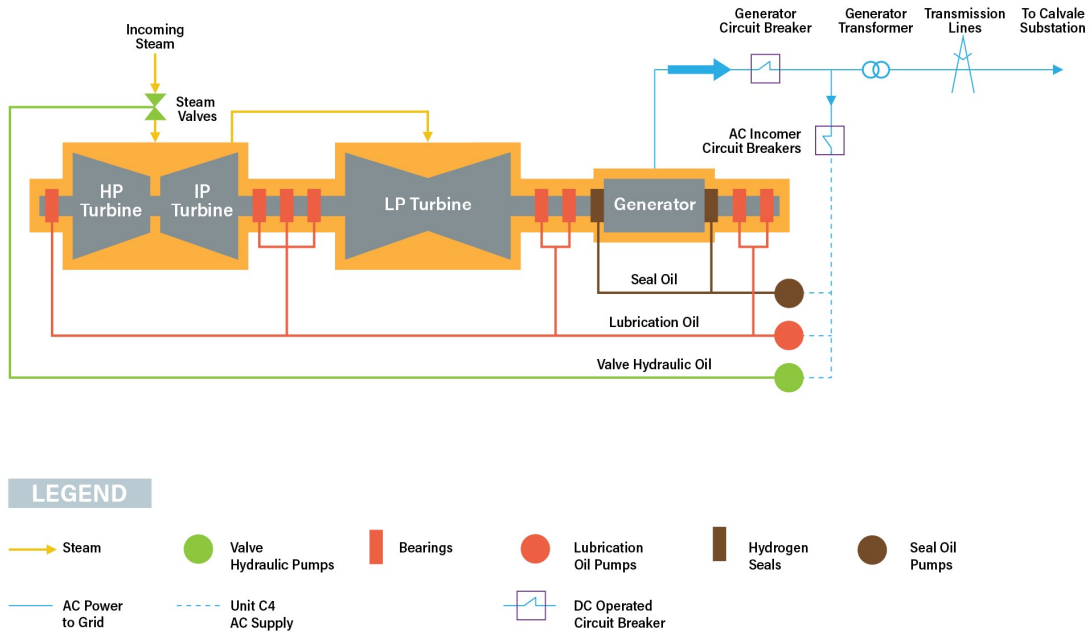 Incoming
Steam
Steam
Valves
Generator
Circuit Breaker
Generator
Transformer
Transmission
Lines
To Calvale
Substation
AC Incomer
Circuit Breakers
HP
Turbine
IP
Turbine
LP Turbine
Generator
Seal Oil
Lubrication Oil
Valve Hydraulic Oil
LEGEND
Steam
Valve
Hydraulic Pumps
Bearings
Lubrication
Oil Pumps
Hydrogen
Seals
Seal Oil
Pumps
AC Power
to Grid
Unit C4
AC Supply
DC Operated
Circuit Breaker